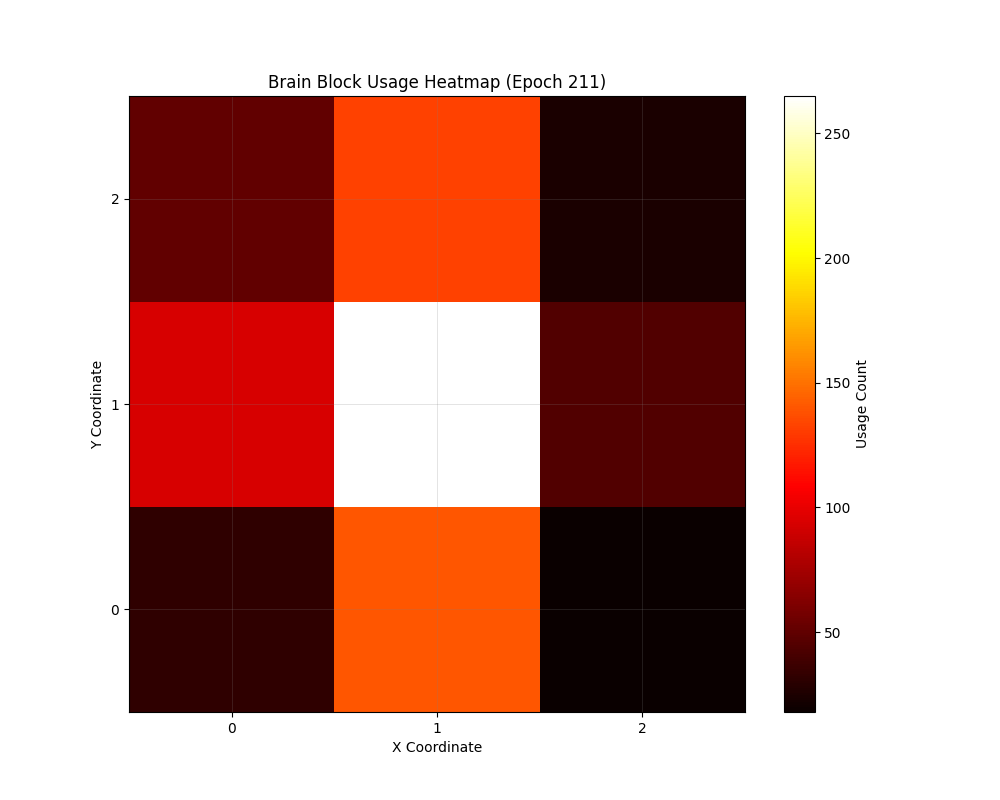 Brain Block Usage Heatmap (Epoch 211)
2
1
0
Y Coordinate
0 1 2
X Coordinate
250
200
150
100
50
Usage Count